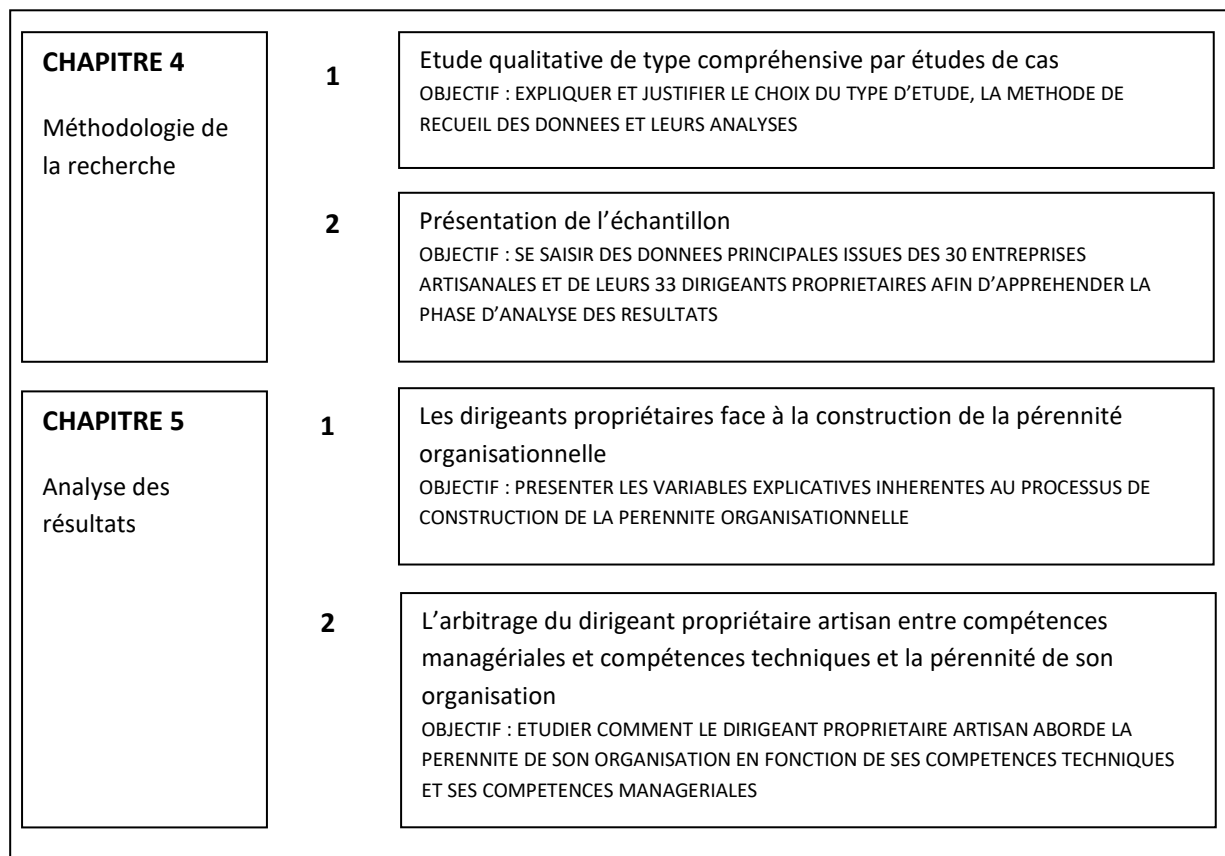 CHAPITRE 4
Méthodologie de
la recherche
1
Etude qualitative de type compréhensive par études de cas
OBJECTIF : EXPLIQUER ET JUSTIFIER LE CHOIX DU TYPE D’ETUDE, LA METHODE DE
RECUEIL DES DONNEES ET LEURS ANALYSES
2
Présentation de l’échantillon
OBJECTIF : SE SAISIR DES DONNEES PRINCIPALES ISSUES DES 30 ENTREPRISES
ARTISANALES ET DE LEURS 33 DIRIGEANTS PROPRIETAIRES AFIN D’APPREHENDER LA
PHASE D’ANALYSE DES RESULTATS
CHAPITRE 5
Analyse des
résultats
1
Les dirigeants propriétaires face à la construction de la pérennité
organisationnelle
OBJECTIF : PRESENTER LES VARIABLES EXPLICATIVES INHERENTES AU PROCESSUS DE
CONSTRUCTION DE LA PERENNITE ORGANISATIONNELLE
2
L’arbitrage du dirigeant propriétaire artisan entre compétences
managériales et compétences techniques et la pérennité de son
organisation
OBJECTIF : ETUDIER COMMENT LE DIRIGEANT PROPRIETAIRE ARTISAN ABORDE LA
PERENNITE DE SON ORGANISATION EN FONCTION DE SES COMPETENCES TECHNIQUES
ET SES COMPETENCES MANAGERIALES